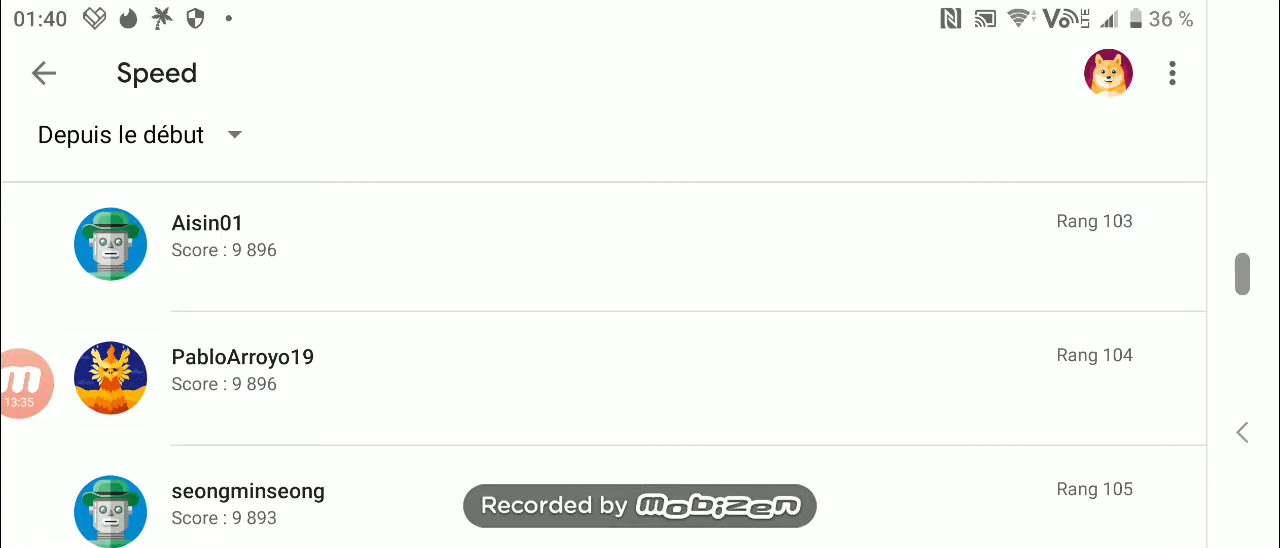 01:40
VoLTE 36 %
Speed
Depuis le début
Aisin01
Rang 103
Score : 9 896
PabloArroyo19
Rang 104
Score : 9 896
m
13:35
seongminseong
Rang 105
Score : 9 893
Recorded by mobizen